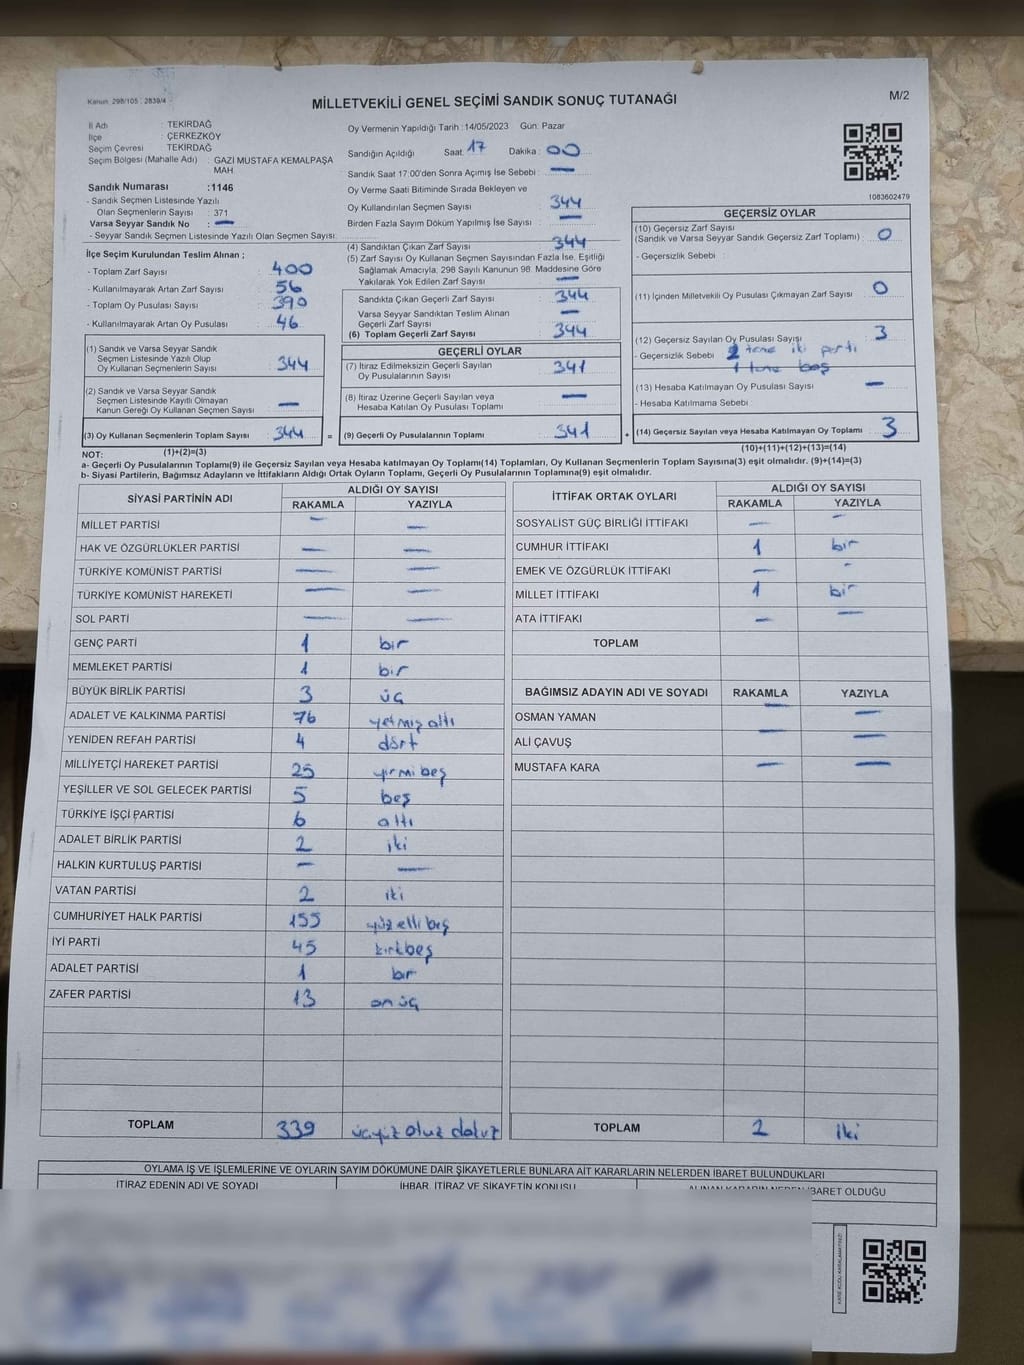 Kanun: 298/105 : 2839/4
MİLLETVEKİLİ GENEL SEÇİMİ SANDIK SONUÇ TUTANAĞI
M/2
İl Adı : TEKİRDAĞ
İlçe : ÇERKEZKÖY
Seçim Çevresi TEKİRDAĞ
Seçim Bölgesi (Mahalle Adı) : GAZİ MUSTAFA KEMALPAŞA
MAH.
Sandık Numarası :1146
- Sandık Seçmen Listesinde Yazılı
Olan Seçmenlerin Sayısı : 371
Varsa Seyyar Sandık No : —
- Seyyar Sandık Seçmen Listesinde Yazılı Olan Seçmen Sayısı:
İlçe Seçim Kurulundan Teslim Alınan ;
- Toplam Zarf Sayısı : 400
- Kullanılmayarak Artan Zarf Sayısı : 56
- Toplam Oy Pusulası Sayısı : 390
- Kullanılmayarak Artan Oy Pusulası : 46
(1) Sandık ve Varsa Seyyar Sandık
Seçmen Listesinde Yazılı Olup
Oy Kullanan Seçmenlerin Sayısı : 344
(2) Sandık ve Varsa Seyyar Sandık
Seçmen Listesinde Kayıtlı Olmayan
Kanun Gereği Oy Kullanan Seçmen Sayısı : —
(3) Oy Kullanan Seçmenlerin Toplam Sayısı : 344 =
(1)+(2)=(3)
Oy Vermenin Yapıldığı Tarih :14/05/2023 Gün: Pazar
Sandığın Açıldığı Saat: 17 Dakika : 00
Sandık Saat 17:00'den Sonra Açımış İse Sebebi : —
Oy Verme Saati Bitiminde Sırada Bekleyen ve
Oy Kullandırılan Seçmen Sayısı 344
Birden Fazla Sayım Döküm Yapılmış İse Sayısı : —
(4) Sandıktan Çıkan Zarf Sayısı 344
(5) Zarf Sayısı Oy Kullanan Seçmen Sayısından Fazla İse, Eşitliği
Sağlamak Amacıyla, 298 Sayılı Kanunun 98. Maddesine Göre
Yakılarak Yok Edilen Zarf Sayısı —
Sandıkta Çıkan Geçerli Zarf Sayısı 344
Varsa Seyyar Sandıktan Teslim Alınan
Geçerli Zarf Sayısı —
(6) Toplam Geçerli Zarf Sayısı 344
GEÇERLİ OYLAR
(7) İtiraz Edilmeksizin Geçerli Sayılan
Oy Pusulalarının Sayısı 341
(8) İtiraz Üzerine Geçerli Sayılan veya
Hesaba Katılan Oy Pusulası Toplamı —
(9) Geçerli Oy Pusulalarının Toplamı 341 +
1083602479
GEÇERSİZ OYLAR
(10) Geçersiz Zarf Sayısı
(Sandık ve Varsa Seyyar Sandık Geçersiz Zarf Toplamı) : 0
- Geçersizlik Sebebi
(11) İçinden Milletvekili Oy Pusulası Çıkmayan Zarf Sayısı 0
(12) Geçersiz Sayılan Oy Pusulası Sayısı 3
- Geçersizlik Sebebi 2 tane iki parti
1 tane boş
(13) Hesaba Katılmayan Oy Pusulası Sayısı —
- Hesaba Katılmama Sebebi :
(14) Geçersiz Sayılan veya Hesaba Katılmayan Oy Toplamı 3
(10)+(11)+(12)+(13)=(14)
NOT:
a- Geçerli Oy Pusulalarının Toplamı(9) ile Geçersiz Sayılan veya Hesaba katılmayan Oy Toplamı(14) Toplamları, Oy Kullanan Seçmenlerin Toplam Sayısına(3) eşit olmalıdır. (9)+(14)=(3)
b- Siyasi Partilerin, Bağımsız Adayların ve İttifakların Aldığı Ortak Oyların Toplamı, Geçerli Oy Pusulalarının Toplamına(9) eşit olmalıdır.
SİYASİ PARTİNİN ADI ALDIĞI OY SAYISI
RAKAMLA YAZIYLA
MİLLET PARTİSİ — —
HAK VE ÖZGÜRLÜKLER PARTİSİ — —
TÜRKİYE KOMÜNİST PARTİSİ — —
TÜRKİYE KOMÜNİST HAREKETİ — —
SOL PARTİ — —
GENÇ PARTİ 1 bir
MEMLEKET PARTİSİ 1 bir
BÜYÜK BİRLİK PARTİSİ 3 üç
ADALET VE KALKINMA PARTİSİ 76 yetmiş altı
YENİDEN REFAH PARTİSİ 4 dört
MİLLİYETÇİ HAREKET PARTİSİ 25 yirmi beş
YEŞİLLER VE SOL GELECEK PARTİSİ 5 beş
TÜRKİYE İŞÇİ PARTİSİ 6 altı
ADALET BİRLİK PARTİSİ 2 iki
HALKIN KURTULUŞ PARTİSİ — —
VATAN PARTİSİ 2 iki
CUMHURİYET HALK PARTİSİ 155 yüz elli beş
İYİ PARTİ 45 kırkbeş
ADALET PARTİSİ 1 bir
ZAFER PARTİSİ 13 on üç
TOPLAM 339 üçyüz otuz dokuz
İTTİFAK ORTAK OYLARI ALDIĞI OY SAYISI
RAKAMLA YAZIYLA
SOSYALİST GÜÇ BİRLİĞİ İTTİFAKI — —
CUMHUR İTTİFAKI 1 bir
EMEK VE ÖZGÜRLÜK İTTİFAKI — —
MİLLET İTTİFAKI 1 bir
ATA İTTİFAKI — —
TOPLAM
BAĞIMSIZ ADAYIN ADI VE SOYADI RAKAMLA YAZIYLA
OSMAN YAMAN — —
ALİ ÇAVUŞ — —
MUSTAFA KARA — —
TOPLAM 2 iki
OYLAMA İŞ VE İŞLEMLERİNE VE OYLARIN SAYIM DÖKÜMÜNE DAİR ŞİKAYETLERLE BUNLARA AİT KARARLARIN NELERDEN İBARET BULUNDUKLARI
İTİRAZ EDENİN ADI VE SOYADI İHBAR, İTİRAZ VE ŞİKAYETİN KONUSU ALINAN KARARIN NEDEN İBARET OLDUĞU